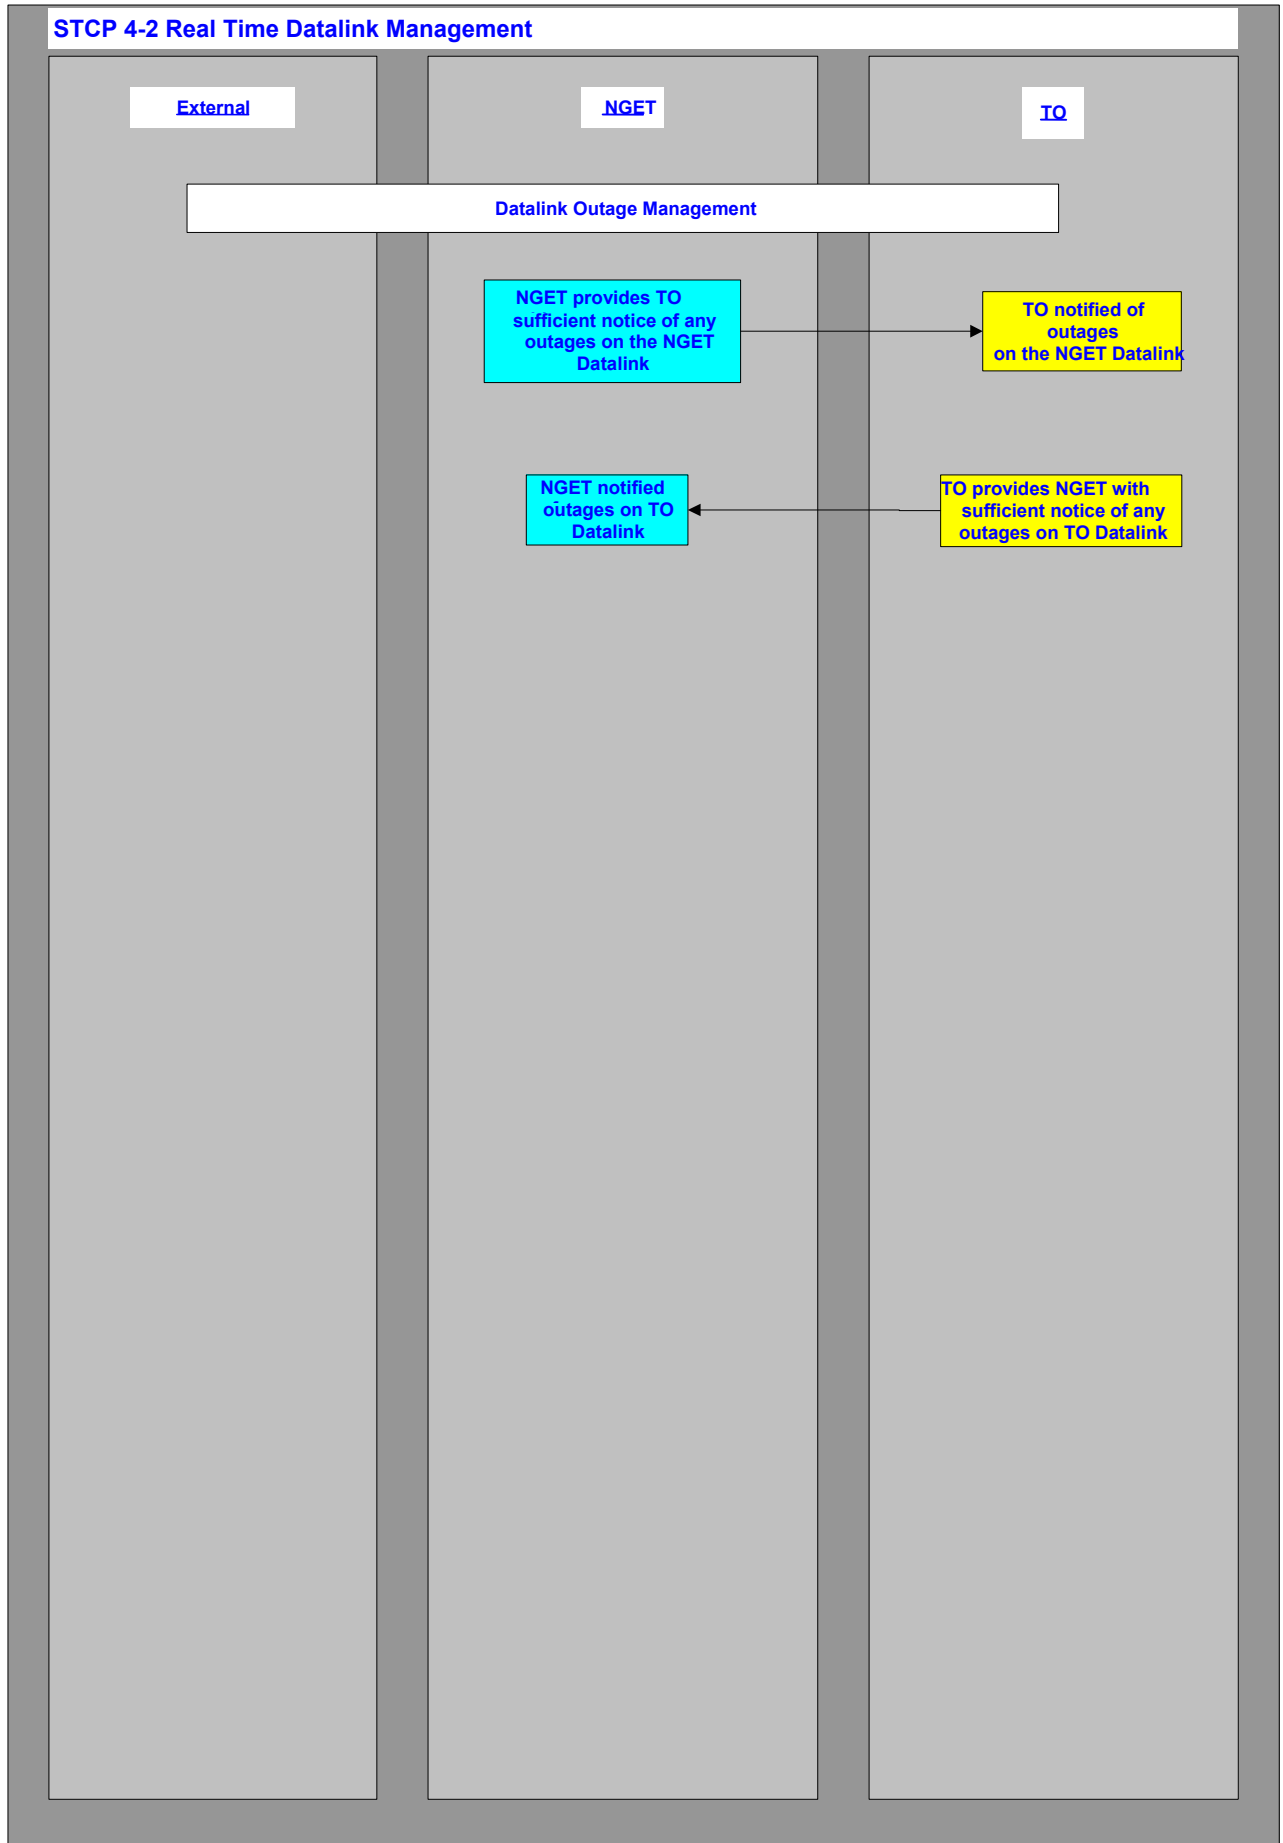 STCP 4-2 Real Time Datalink Management
External
NGET
TO
Datalink Outage Management
NGET provides TO
sufficient notice of any
outages on the NGET
Datalink
TO notified of
outages
on the NGET Datalink
NGET notified
outages on TO
Datalink
TO provides NGET with
sufficient notice of any
outages on TO Datalink